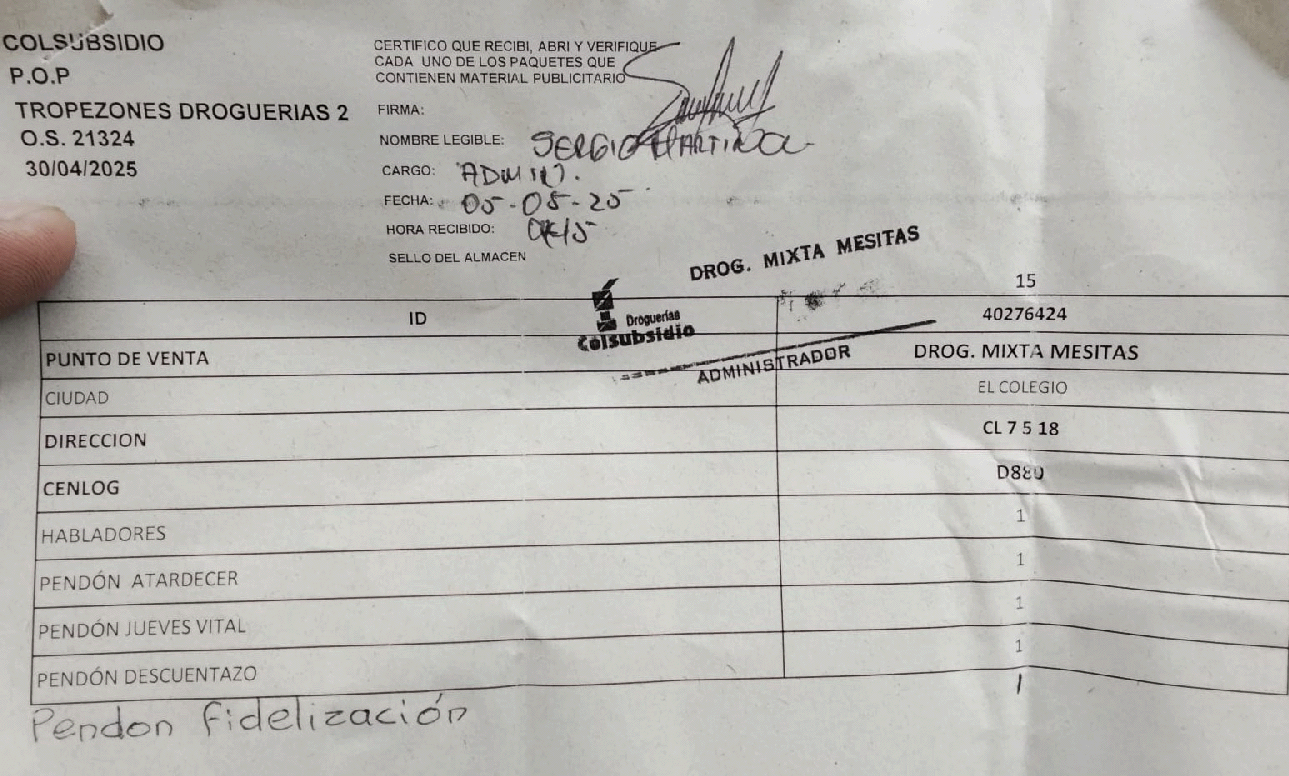 COLSUBSIDIO
P.O.P
TROPEZONES DROGUERIAS 2
O.S. 21324
30/04/2025
CERTIFICO QUE RECIBI, ABRI Y VERIFIQUE
CADA UNO DE LOS PAQUETES QUE
CONTIENEN MATERIAL PUBLICITARIO
FIRMA:
NOMBRE LEGIBLE: SERGIO
CARGO: ADMIN.
FECHA: 05-05-25
HORA RECIBIDO:
SELLO DEL ALMACEN
DROG. MIXTA MESITAS
Droguerías
Colsubsidio
ADMINISTRADOR
15
ID 40276424
PUNTO DE VENTA DROG. MIXTA MESITAS
CIUDAD EL COLEGIO
DIRECCION CL 7 5 18
CENLOG D880
HABLADORES 1
PENDÓN ATARDECER 1
PENDÓN JUEVES VITAL 1
PENDÓN DESCUENTAZO 1
Pendon fidelización 1